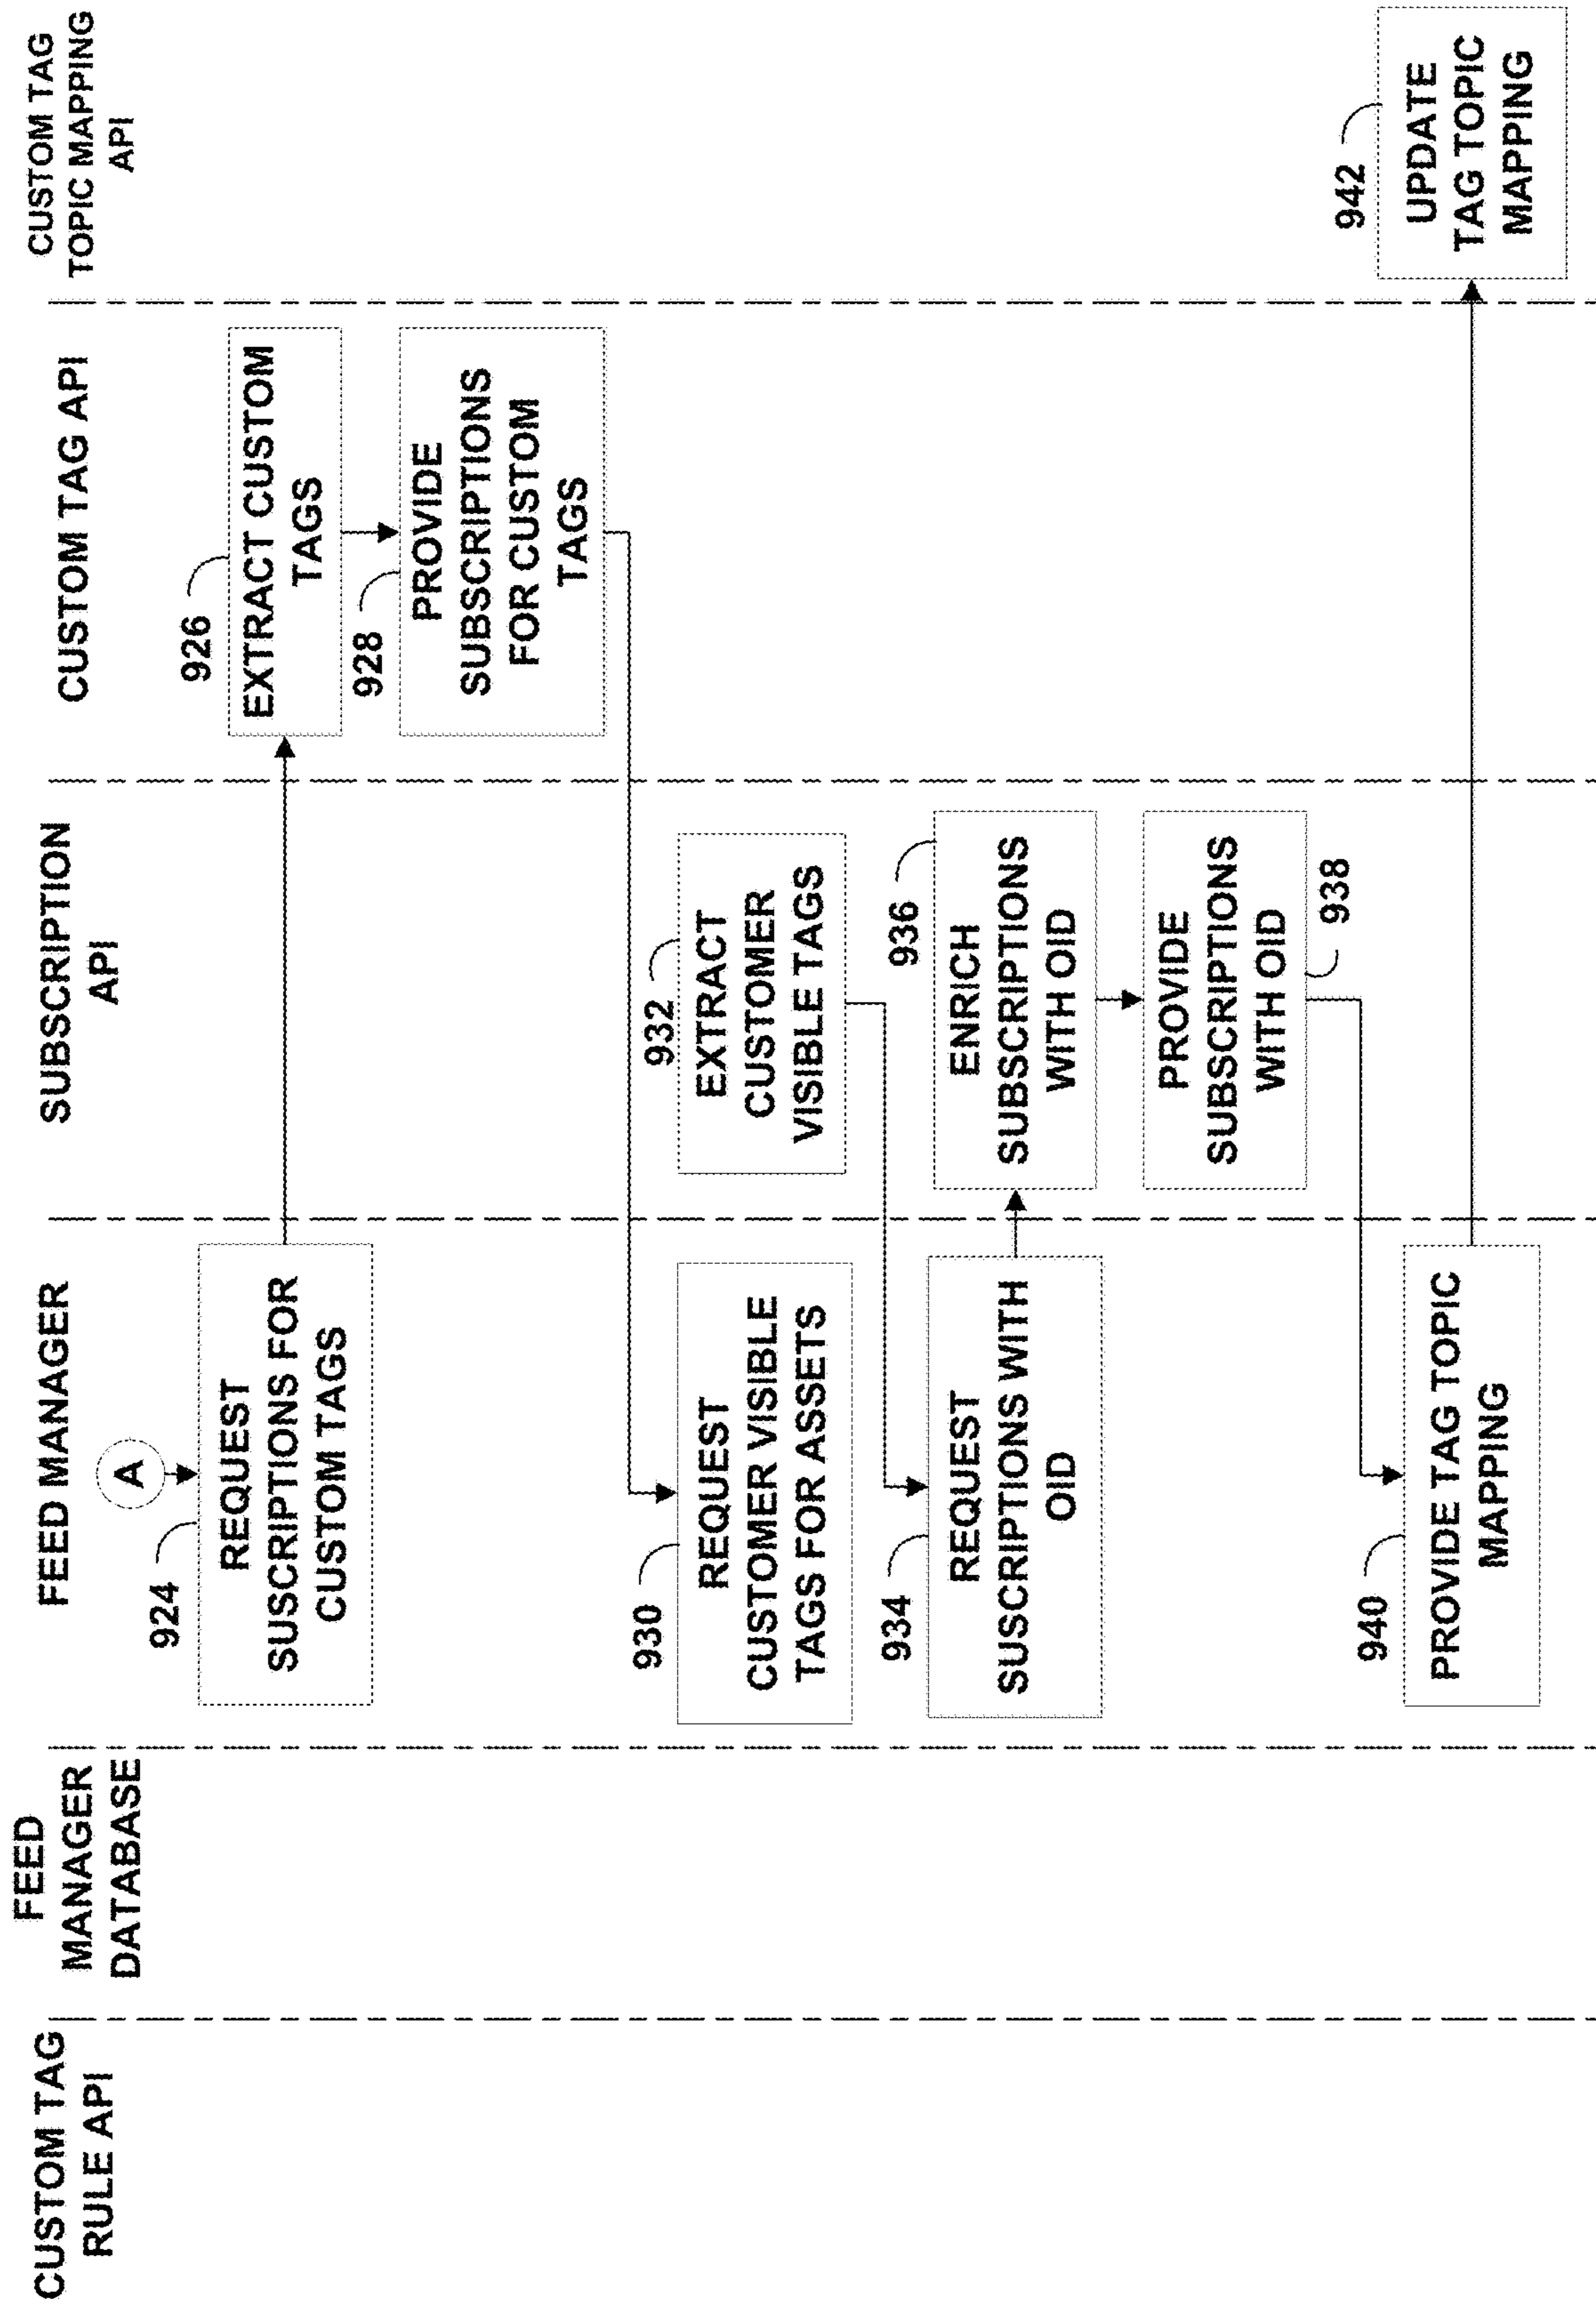 CUSTOM TAG
RULE API
FEED
MANAGER
DATABASE
FEED MANAGER
SUBSCRIPTION
API
CUSTOM TAG API
CUSTOM TAG
TOPIC MAPPING
API
A
924
REQUEST
SUSCRIPTIONS FOR
CUSTOM TAGS
926
EXTRACT CUSTOM
TAGS
928
PROVIDE
SUBSCRIPTIONS
FOR CUSTOM
TAGS
930
REQUEST
CUSTOMER VISIBLE
TAGS FOR ASSETS
932
EXTRACT
CUSTOMER
VISIBLE TAGS
934
REQUEST
SUSCRIPTIONS WITH
OID
936
ENRICH
SUBSCRIPTIONS
WITH OID
PROVIDE
SUBSCRIPTIONS
WITH OID
938
940
PROVIDE TAG TOPIC
MAPPING
942
UPDATE
TAG TOPIC
MAPPING